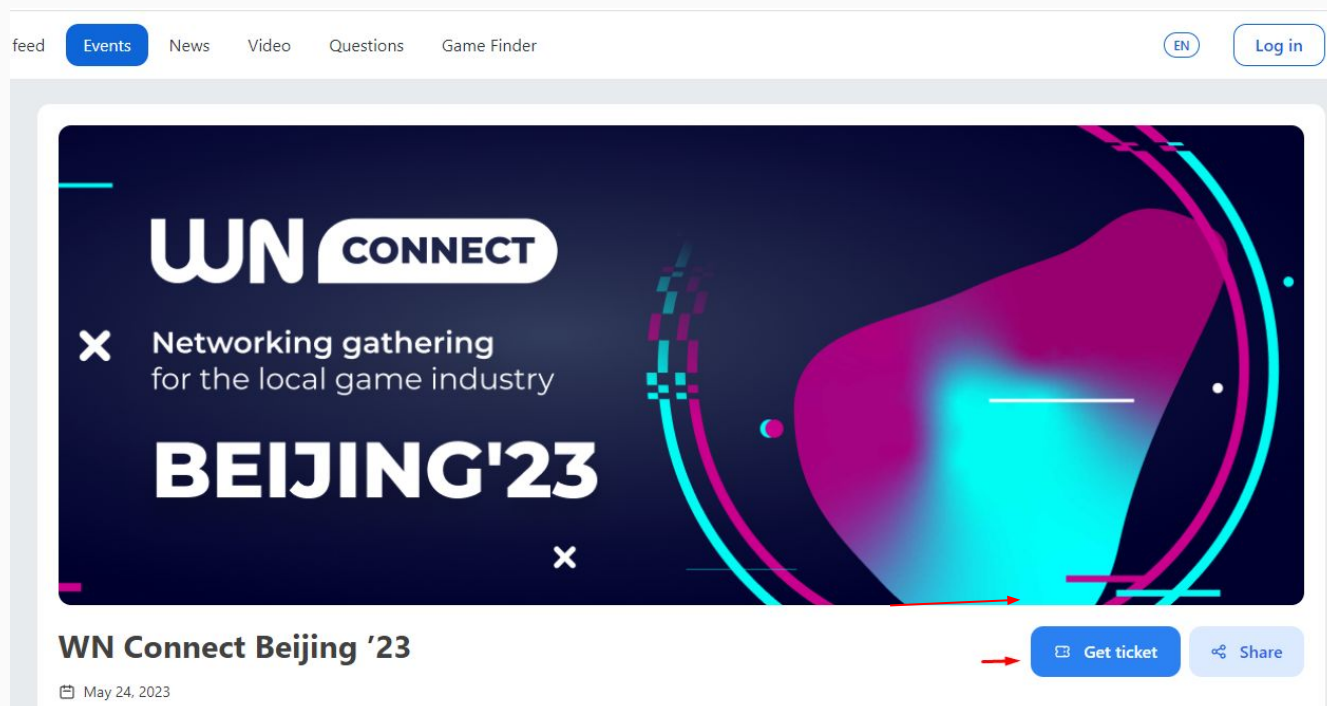 feed Events News Video Questions Game Finder EN Log in
WN CONNECT
Networking gathering
for the local game industry
BEIJING'23
WN Connect Beijing ’23
Get ticket Share
May 24, 2023